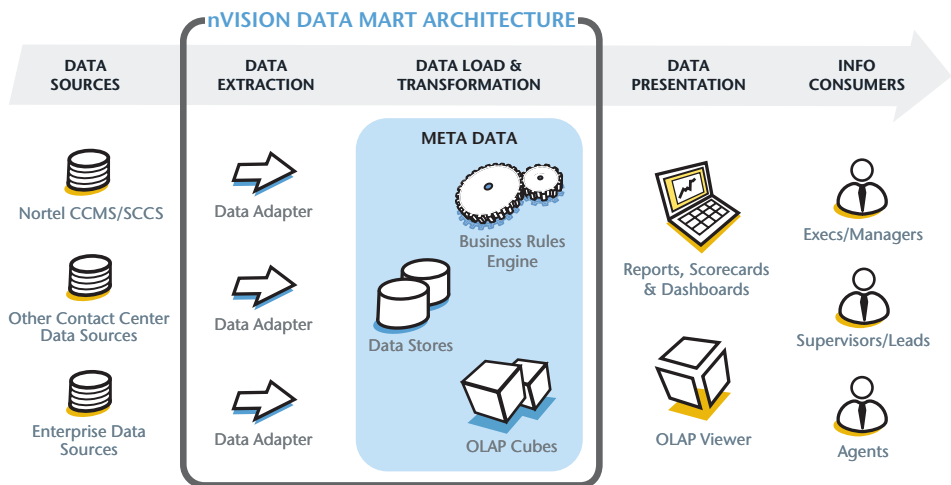 nVISION DATA MART ARCHITECTURE
DATA
SOURCES
DATA
EXTRACTION
DATA LOAD &
TRANSFORMATION
DATA
PRESENTATION
INFO
CONSUMERS
Nortel CCMS/SCCS
Other Contact Center
Data Sources
Enterprise Data
Sources
Data Adapter
Data Adapter
Data Adapter
META DATA
Business Rules
Engine
Data Stores
OLAP Cubes
Reports, Scorecards
& Dashboards
OLAP Viewer
Execs/Managers
Supervisors/Leads
Agents